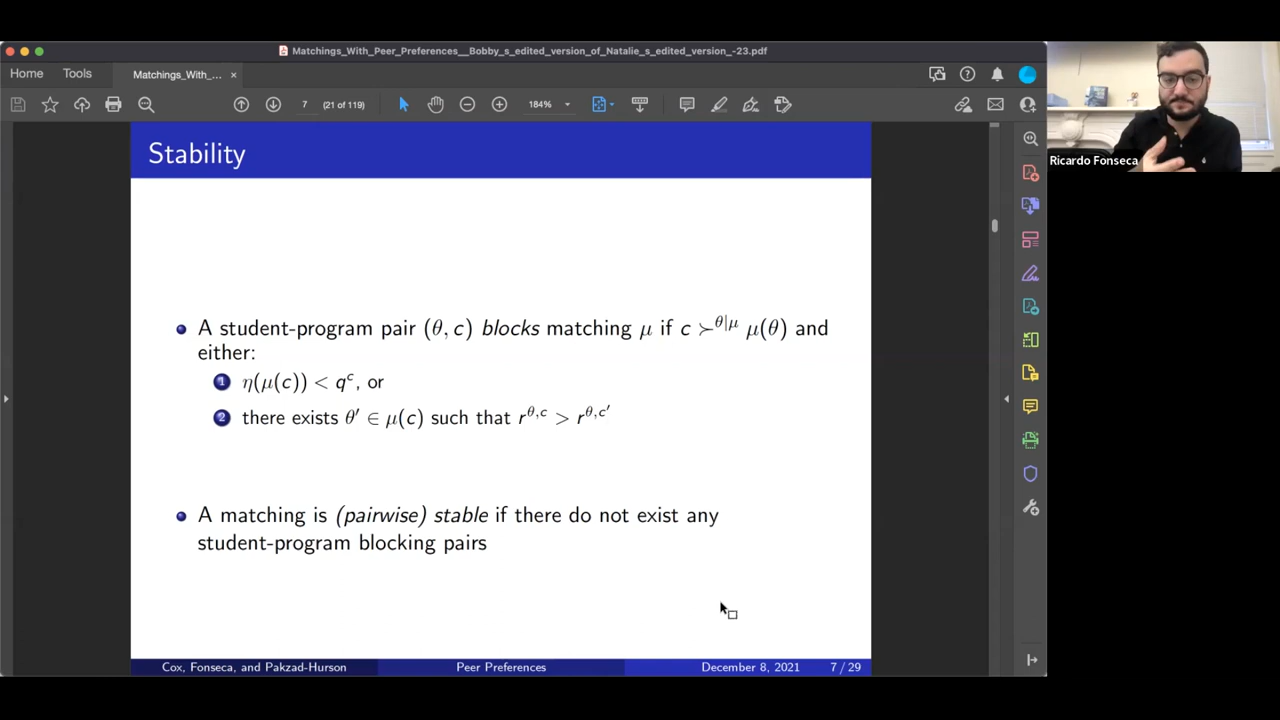 Matchings_With_Peer_Preferences__Bobby_s_edited_version_of_Natalie_s_edited_version_-23.pdf
Home Tools Matchings_With_... ×
7 (21 of 119) 184%
Ricardo Fonseca
Stability
A student-program pair (θ, c) blocks matching μ if c ≻^{θ|μ} μ(θ) and
either:
1 η(μ(c)) < q^c, or
2 there exists θ′ ∈ μ(c) such that r^{θ,c} > r^{θ,c′}
A matching is (pairwise) stable if there do not exist any
student-program blocking pairs
Cox, Fonseca, and Pakzad-Hurson Peer Preferences December 8, 2021 7 / 29